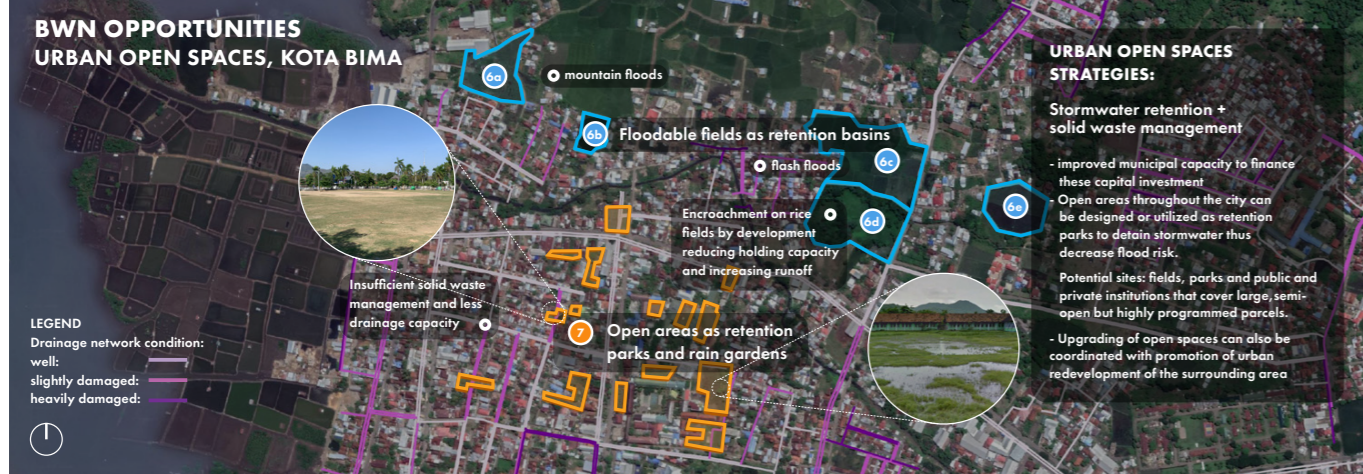 BWN OPPORTUNITIES
URBAN OPEN SPACES, KOTA BIMA
6a
mountain floods
6b
Floodable fields as retention basins
flash floods
6c
6d
6e
Encroachment on rice
fields by development
reducing holding capacity
and increasing runoff
Insufficient solid waste
management and less
drainage capacity
7
Open areas as retention
parks and rain gardens
LEGEND
Drainage network condition:
well:
slightly damaged:
heavily damaged:
URBAN OPEN SPACES
STRATEGIES:
Stormwater retention +
solid waste management
- improved municipal capacity to finance
these capital investment
- Open areas throughout the city can
be designed or utilized as retention
parks to detain stormwater thus
decrease flood risk.
Potential sites: fields, parks and public and
private institutions that cover large, semi-
open but highly programmed parcels.
- Upgrading of open spaces can also be
coordinated with promotion of urban
redevelopment of the surrounding area